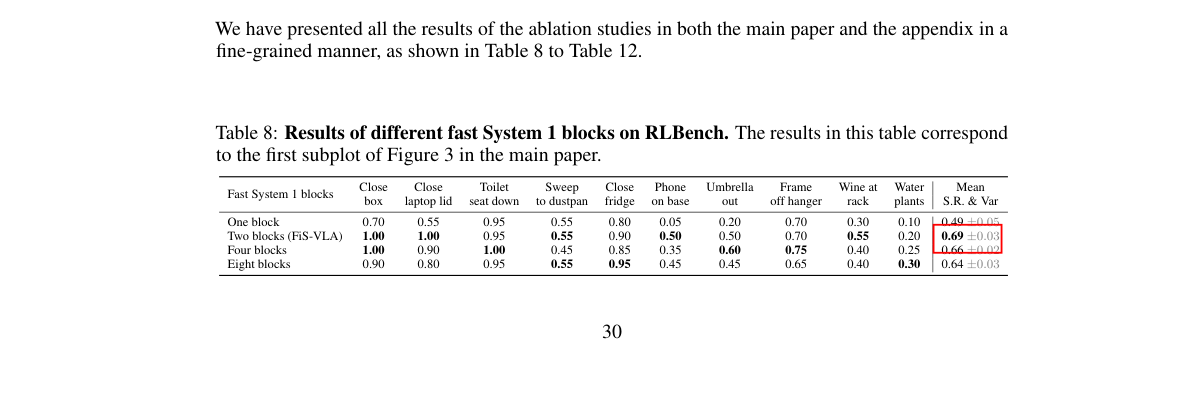 We have presented all the results of the ablation studies in both the main paper and the appendix in a
fine-grained manner, as shown in Table 8 to Table 12.
Table 8: Results of different fast System 1 blocks on RLBench. The results in this table correspond
to the first subplot of Figure 3 in the main paper.
Fast System 1 blocks Close box Close laptop lid Toilet seat down Sweep to dustpan Close fridge Phone on base Umbrella out Frame off hanger Wine at rack Water plants Mean S.R. & Var
One block 0.70 0.55 0.95 0.55 0.80 0.05 0.20 0.70 0.30 0.10 0.49 ±0.05
Two blocks (FiS-VLA) 1.00 1.00 0.95 0.55 0.90 0.50 0.50 0.70 0.55 0.20 0.69 ±0.03
Four blocks 1.00 0.90 1.00 0.45 0.85 0.35 0.60 0.75 0.40 0.25 0.66 ±0.02
Eight blocks 0.90 0.80 0.95 0.55 0.95 0.45 0.45 0.65 0.40 0.30 0.64 ±0.03
30